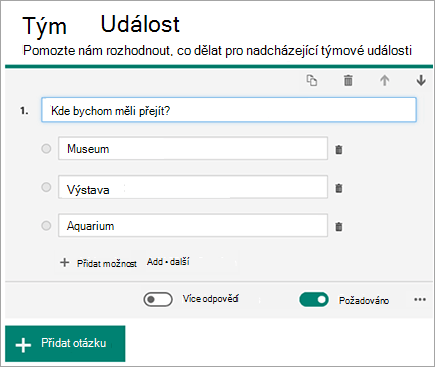 Tým Událost
Pomozte nám rozhodnout, co dělat pro nadcházející týmové události
1. Kde bychom měli přejít?
Museum
Výstava
Aquarium
Přidat možnost Add • další
Více odpovědí Požadováno
Přidat otázku